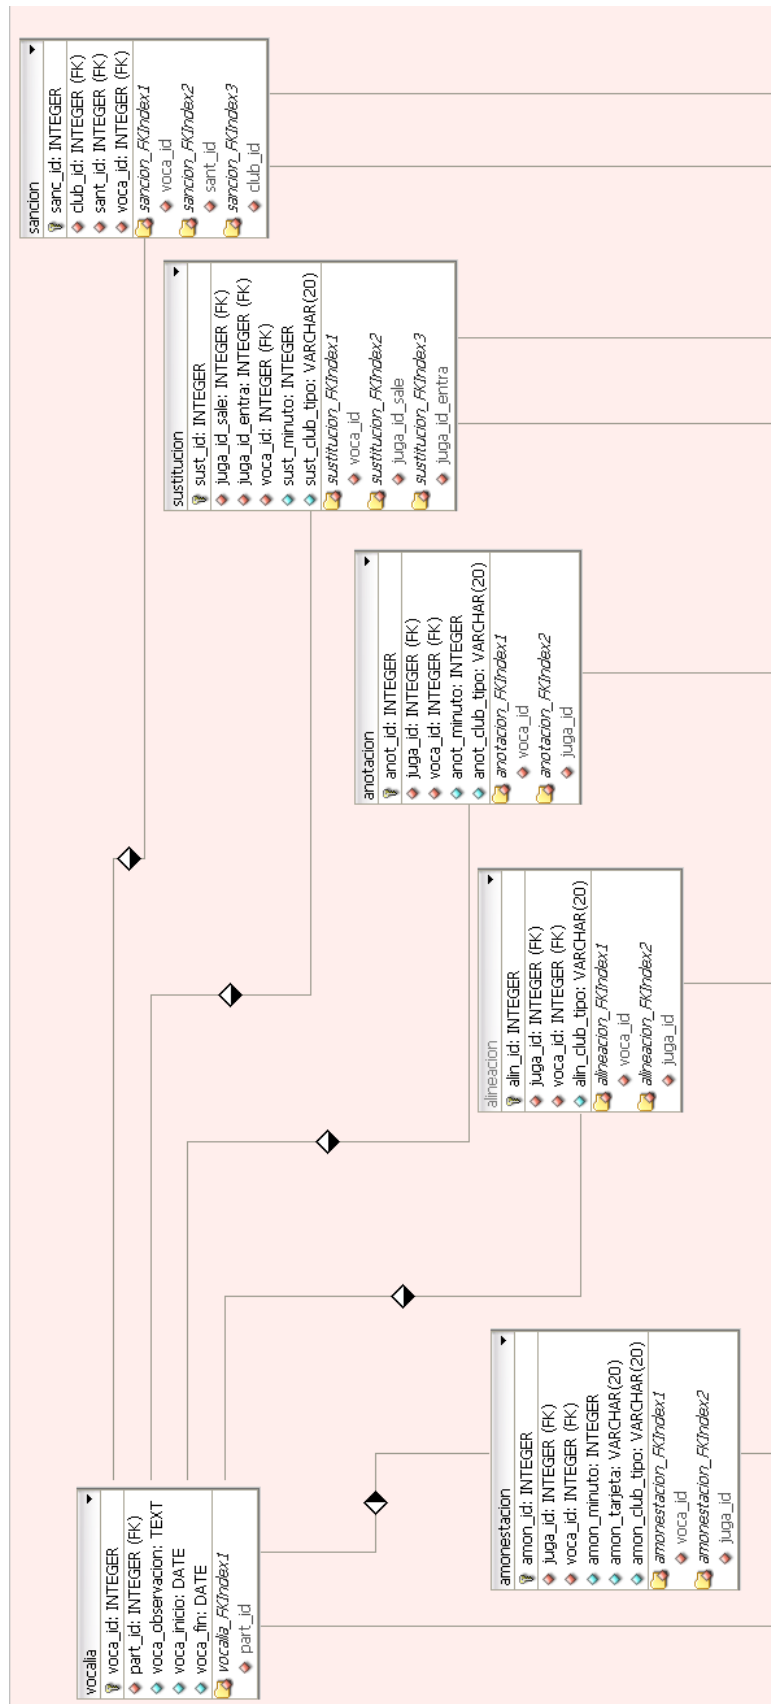 vocalia
voca_id: INTEGER
part_id: INTEGER (FK)
voca_observacion: TEXT
voca_inicio: DATE
voca_fin: DATE
vocalia_FKIndex1
part_id
amonestacion
amon_id: INTEGER
juga_id: INTEGER (FK)
voca_id: INTEGER (FK)
amon_minuto: INTEGER
amon_tarjeta: VARCHAR(20)
amon_club_tipo: VARCHAR(20)
amonestacion_FKIndex1
voca_id
amonestacion_FKIndex2
juga_id
alineacion
alin_id: INTEGER
juga_id: INTEGER (FK)
voca_id: INTEGER (FK)
alin_club_tipo: VARCHAR(20)
alineacion_FKIndex1
voca_id
alineacion_FKIndex2
juga_id
anotacion
anot_id: INTEGER
juga_id: INTEGER (FK)
voca_id: INTEGER (FK)
anot_minuto: INTEGER
anot_club_tipo: VARCHAR(20)
anotacion_FKIndex1
voca_id
anotacion_FKIndex2
juga_id
sustitucion
sust_id: INTEGER
juga_id_sale: INTEGER (FK)
juga_id_entra: INTEGER (FK)
voca_id: INTEGER (FK)
sust_minuto: INTEGER
sust_club_tipo: VARCHAR(20)
sustitucion_FKIndex1
voca_id
sustitucion_FKIndex2
juga_id_sale
sustitucion_FKIndex3
juga_id_entra
sancion
sanc_id: INTEGER
club_id: INTEGER (FK)
sant_id: INTEGER (FK)
voca_id: INTEGER (FK)
sancion_FKIndex1
voca_id
sancion_FKIndex2
sant_id
sancion_FKIndex3
club_id